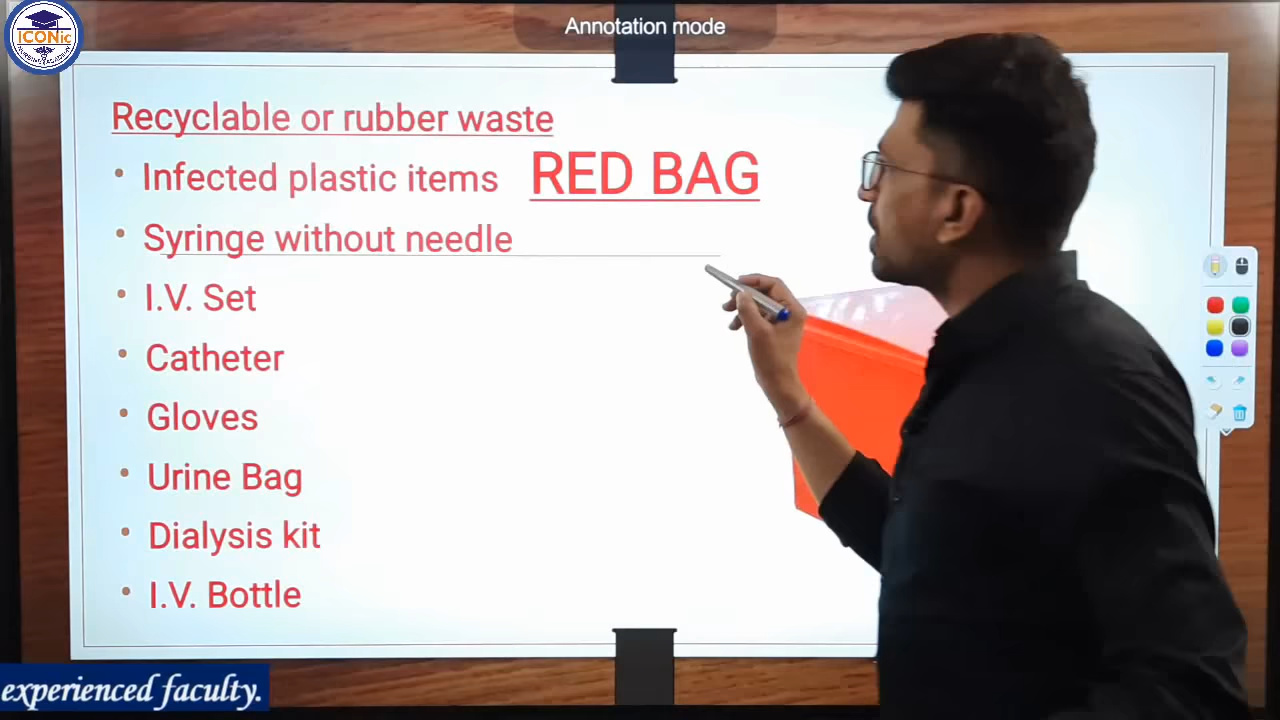 ICONic
Annotation mode
Recyclable or rubber waste
• Infected plastic items RED BAG
• Syringe without needle
• I.V. Set
• Catheter
• Gloves
• Urine Bag
• Dialysis kit
• I.V. Bottle
experienced faculty.